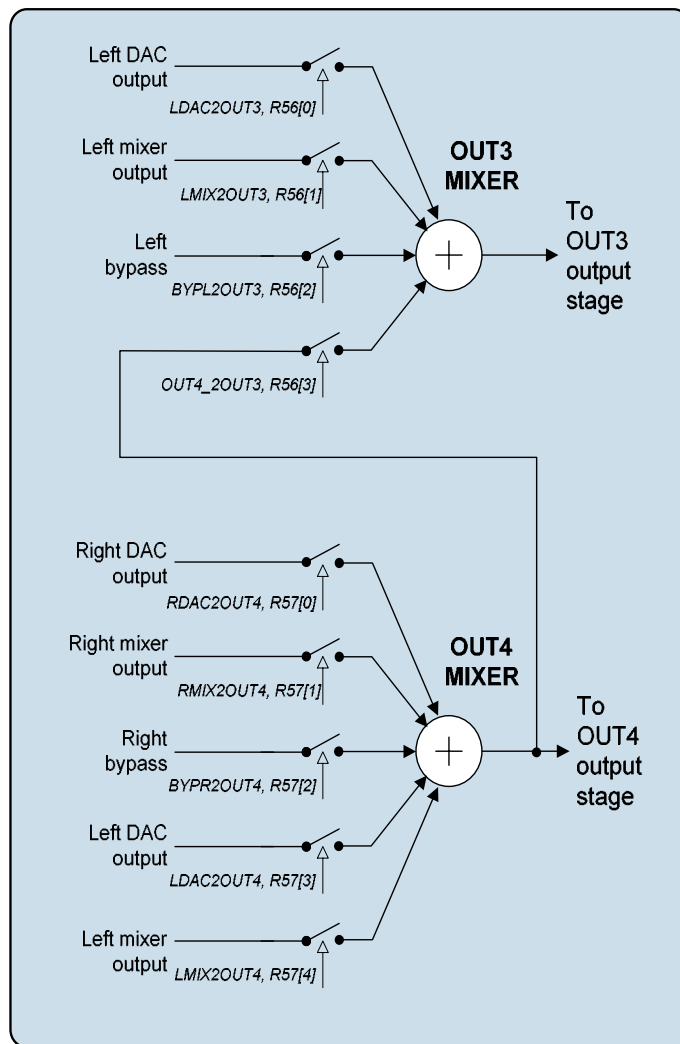 Left DAC
output
LDAC2OUT3, R56[0]
Left mixer
output
LMIX2OUT3, R56[1]
OUT3
MIXER
Left
bypass
BYPL2OUT3, R56[2]
To
OUT3
output
stage
OUT4_2OUT3, R56[3]
Right DAC
output
RDAC2OUT4, R57[0]
Right mixer
output
RMIX2OUT4, R57[1]
OUT4
MIXER
Right
bypass
BYPR2OUT4, R57[2]
To
OUT4
output
stage
Left DAC
output
LDAC2OUT4, R57[3]
Left mixer
output
LMIX2OUT4, R57[4]